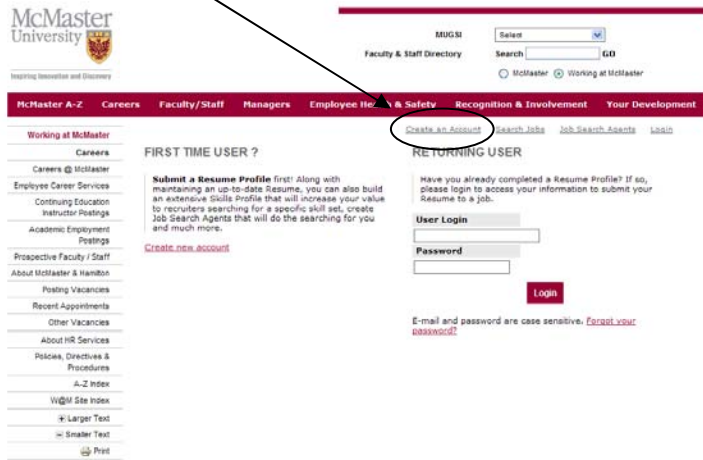 McMaster
University
Inspiring Innovation and Discovery
MUGSI Select
Faculty & Staff Directory Search GO
McMaster Working at McMaster
McMaster A-Z Careers Faculty/Staff Managers Employee Health & Safety Recognition & Involvement Your Development
Create an Account Search Jobs Job Search Agents Login
Working at McMaster
Careers
Careers @ McMaster
Employee Career Services
Continuing Education
Instructor Postings
Academic Employment
Postings
Prospective Faculty / Staff
About McMaster & Hamilton
Posting Vacancies
Recent Appointments
Other Vacancies
About HR Services
Policies, Directives &
Procedures
A-Z Index
W@M Site Index
Larger Text
Smaller Text
Print
FIRST TIME USER ?
Submit a Resume Profile first! Along with
maintaining an up-to-date Resume, you can also build
an extensive Skills Profile that will increase your value
to recruiters searching for a specific skill set, create
Job Search Agents that will do the searching for you
and much more.
Create new account
RETURNING USER
Have you already completed a Resume Profile? If so,
please login to access your information to submit your
Resume to a job.
User Login
Password
Login
E-mail and password are case sensitive. Forgot your
password?